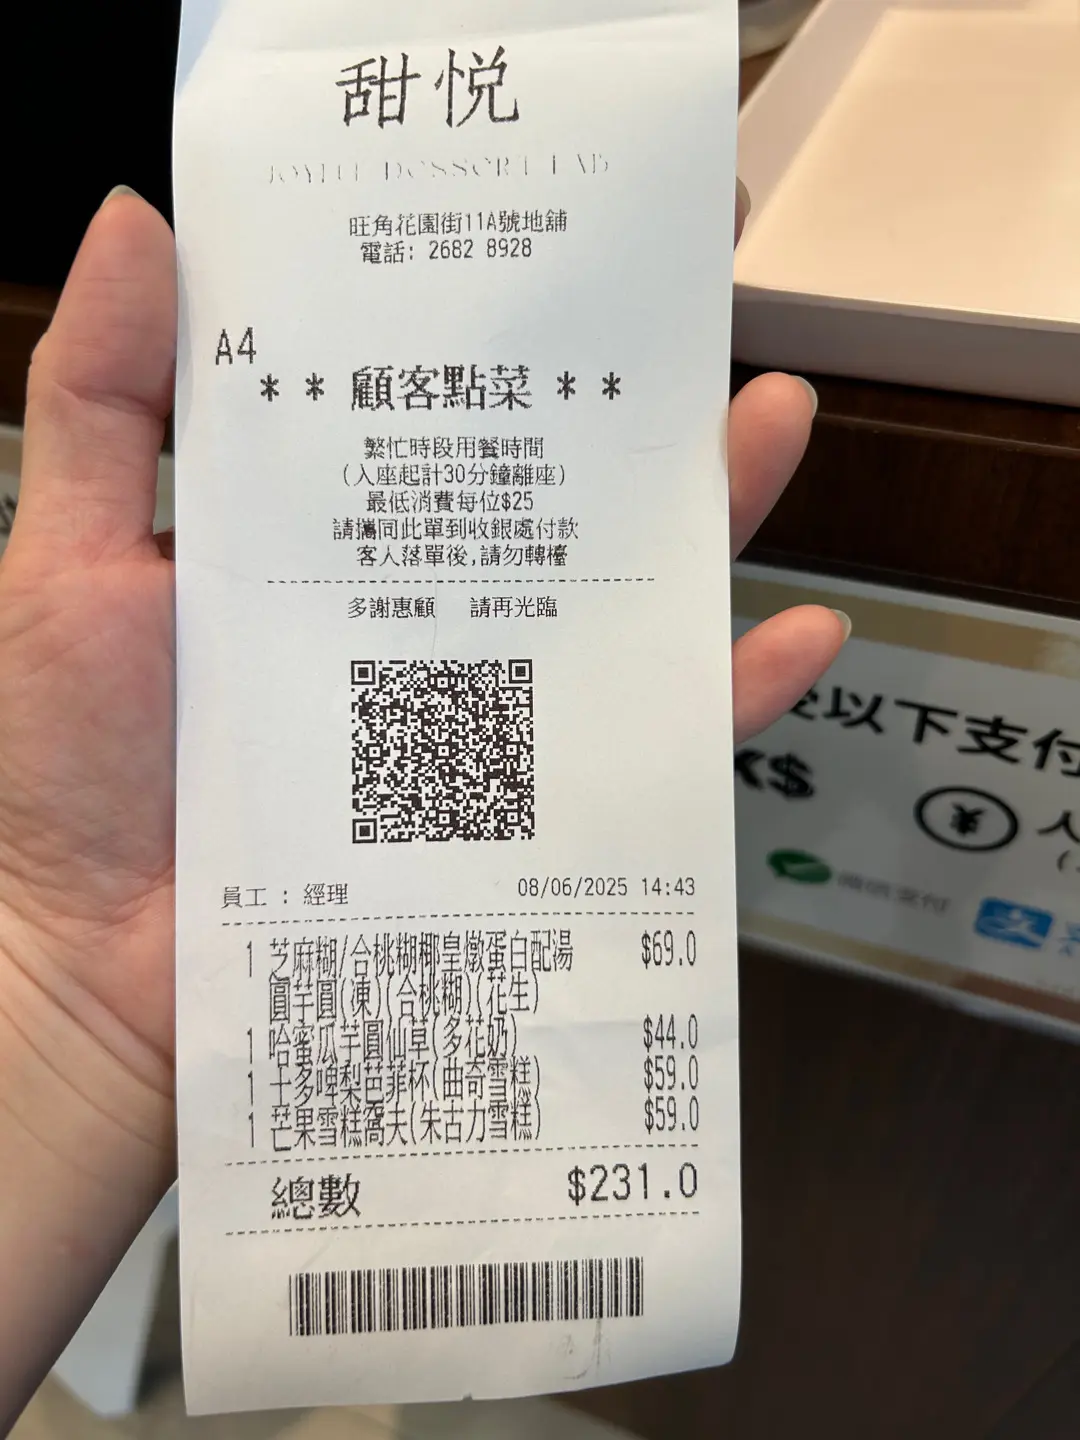 甜悅
旺角花園街11A號地舖
電話: 2682 8928
A4
** 顧客點菜 **
繁忙時段用餐時間
(入座起計30分鐘離座)
最低消費每位$25
請攜同此單到收銀處付款
客人落單後,請勿轉檯
多謝惠顧 請再光臨
員工 : 經理 08/06/2025 14:43
1 芝麻糊/合桃糊椰皇燉蛋白配湯 $69.0
圓芋圓(凍)(合桃糊)(花生)
1 哈蜜瓜芋圓仙草(多花奶) $44.0
1 士多啤梨芭菲杯(曲奇雪糕) $59.0
1 芒果雪糕窩夫(朱古力雪糕) $59.0
總數 $231.0
以下支付
K$
微信支付